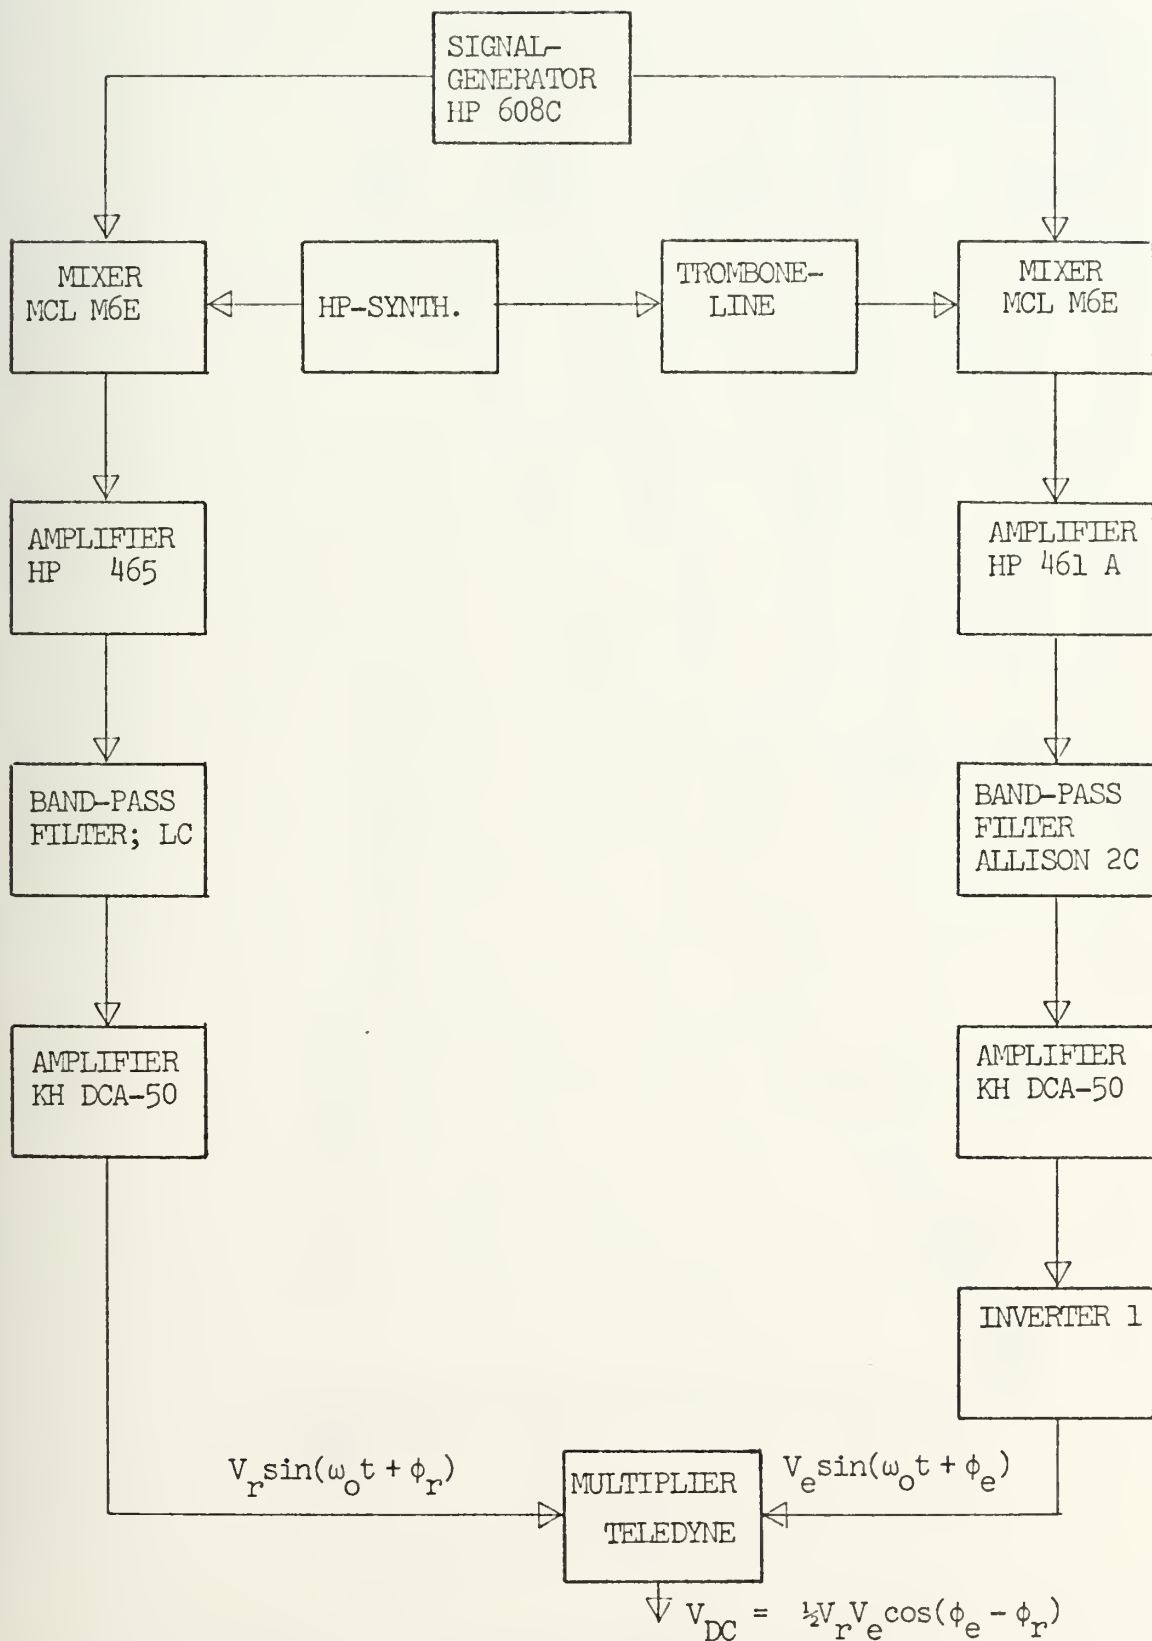 SIGNAL-
GENERATOR
HP 608C
MIXER
MCL M6E
HP-SYNTH.
TROMBONE-
LINE
MIXER
MCL M6E
AMPLIFIER
HP 465
AMPLIFIER
HP 461 A
BAND-PASS
FILTER; LC
BAND-PASS
FILTER
ALLISON 2C
AMPLIFIER
KH DCA-50
AMPLIFIER
KH DCA-50
INVERTER 1
V_r sin(ω_o t + ϕ_r)
V_e sin(ω_o t + ϕ_e)
MULTIPLIER
TELEDYNE
V_DC = ½V_r V_e cos(ϕ_e - ϕ_r)